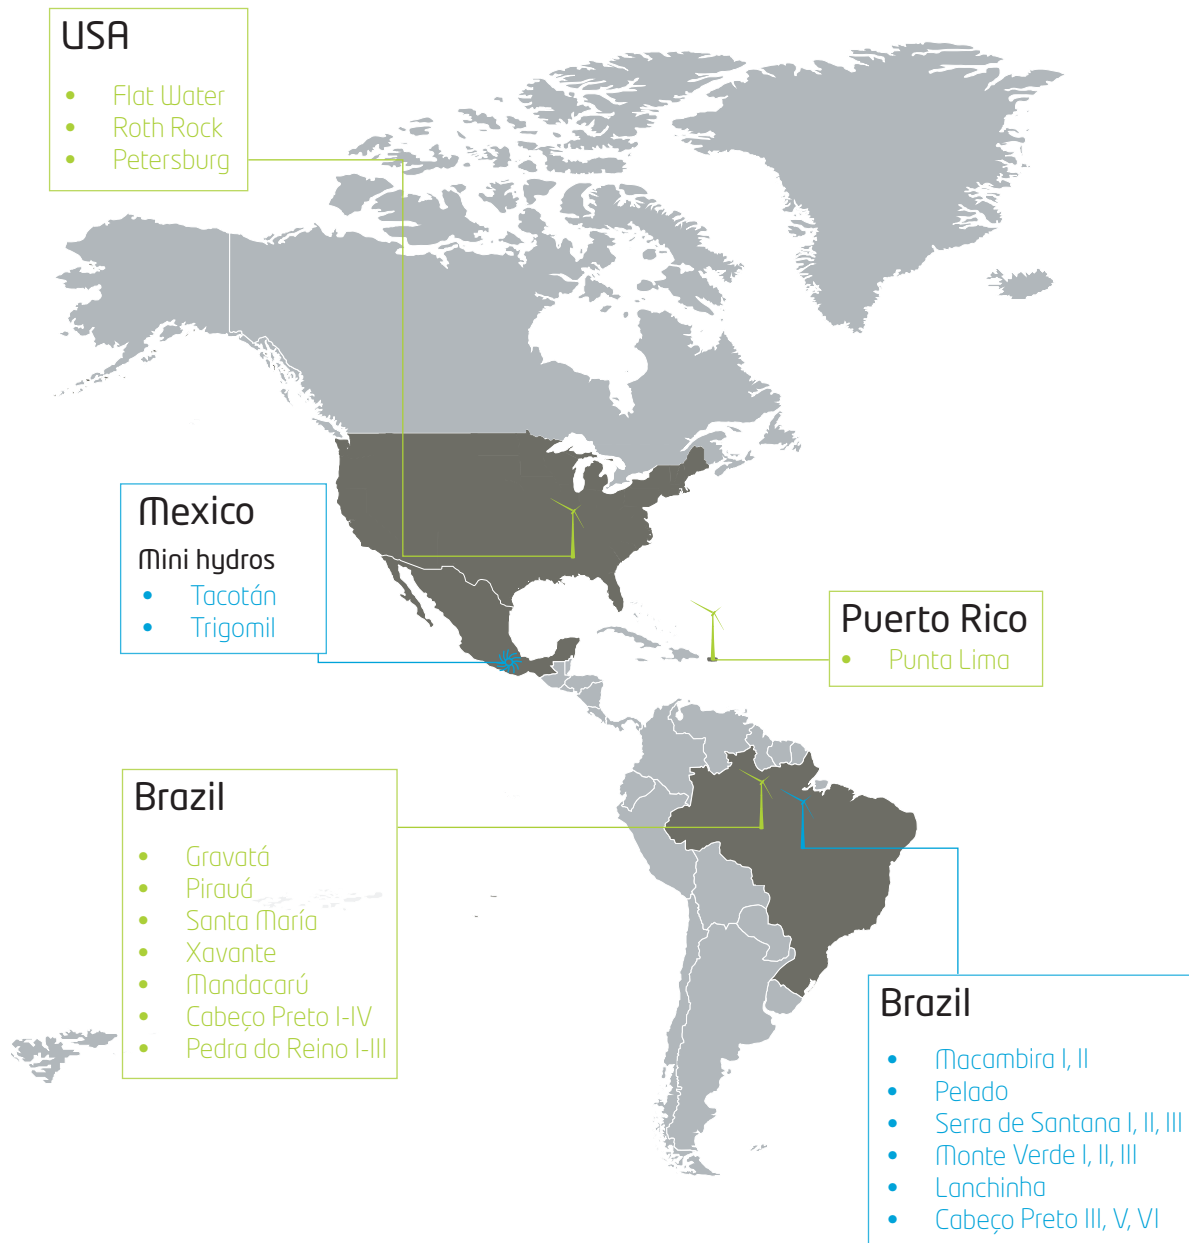 USA
• Flat Water
• Roth Rock
• Petersburg
Mexico
Mini hydros
• Tacotán
• Trigomil
Puerto Rico
• Punta Lima
Brazil
• Gravatá
• Pirauá
• Santa María
• Xavante
• Mandacarú
• Cabeço Preto I-IV
• Pedra do Reino I-III
Brazil
• Macambira I, II
• Pelado
• Serra de Santana I, II, III
• Monte Verde I, II, III
• Lanchinha
• Cabeço Preto III, V, VI